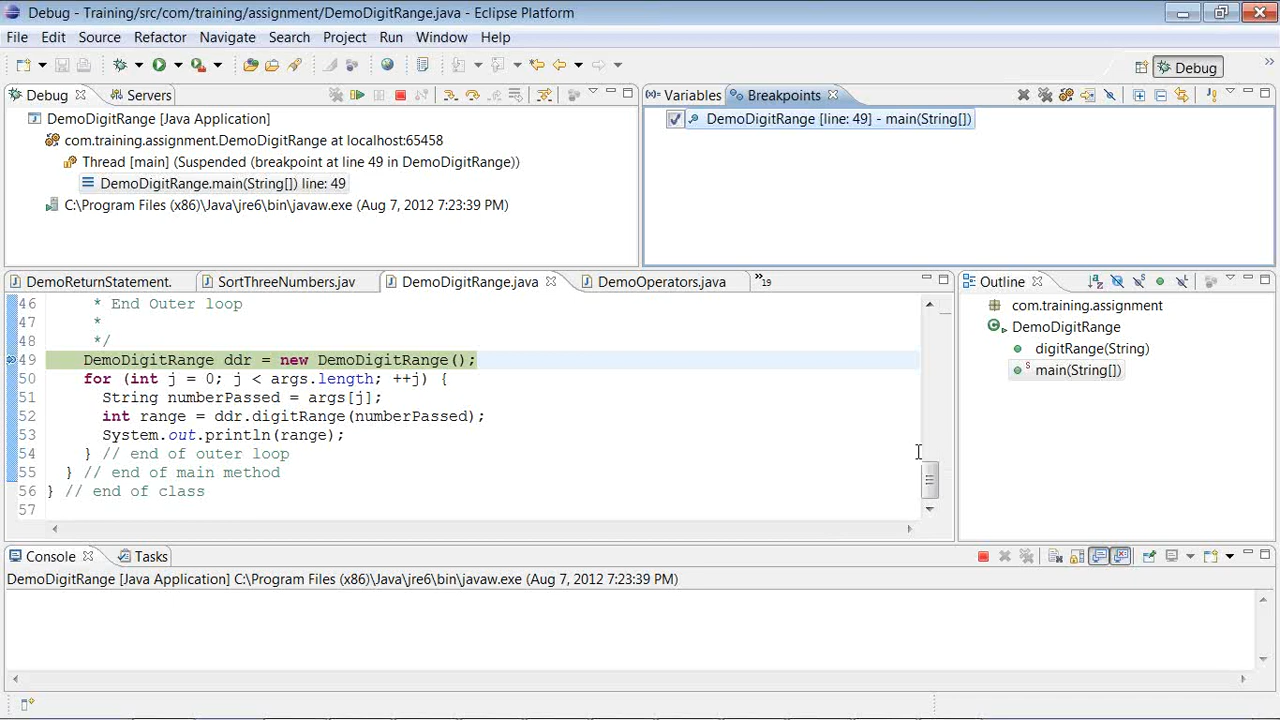 Debug - Training/src/com/training/assignment/DemoDigitRange.java - Eclipse Platform
File Edit Source Refactor Navigate Search Project Run Window Help
Debug
Debug Servers
DemoDigitRange [Java Application]
com.training.assignment.DemoDigitRange at localhost:65458
Thread [main] (Suspended (breakpoint at line 49 in DemoDigitRange))
DemoDigitRange.main(String[]) line: 49
C:\Program Files (x86)\Java\jre6\bin\javaw.exe (Aug 7, 2012 7:23:39 PM)
(x)= Variables Breakpoints
DemoDigitRange [line: 49] - main(String[])
DemoReturnStatement. SortThreeNumbers.jav DemoDigitRange.java DemoOperators.java »19
46 * End Outer loop
47 *
48 */
49 DemoDigitRange ddr = new DemoDigitRange();
50 for (int j = 0; j < args.length; ++j) {
51 String numberPassed = args[j];
52 int range = ddr.digitRange(numberPassed);
53 System.out.println(range);
54 } // end of outer loop
55 } // end of main method
56 } // end of class
57
Outline
com.training.assignment
DemoDigitRange
digitRange(String)
main(String[])
Console Tasks
DemoDigitRange [Java Application] C:\Program Files (x86)\Java\jre6\bin\javaw.exe (Aug 7, 2012 7:23:39 PM)